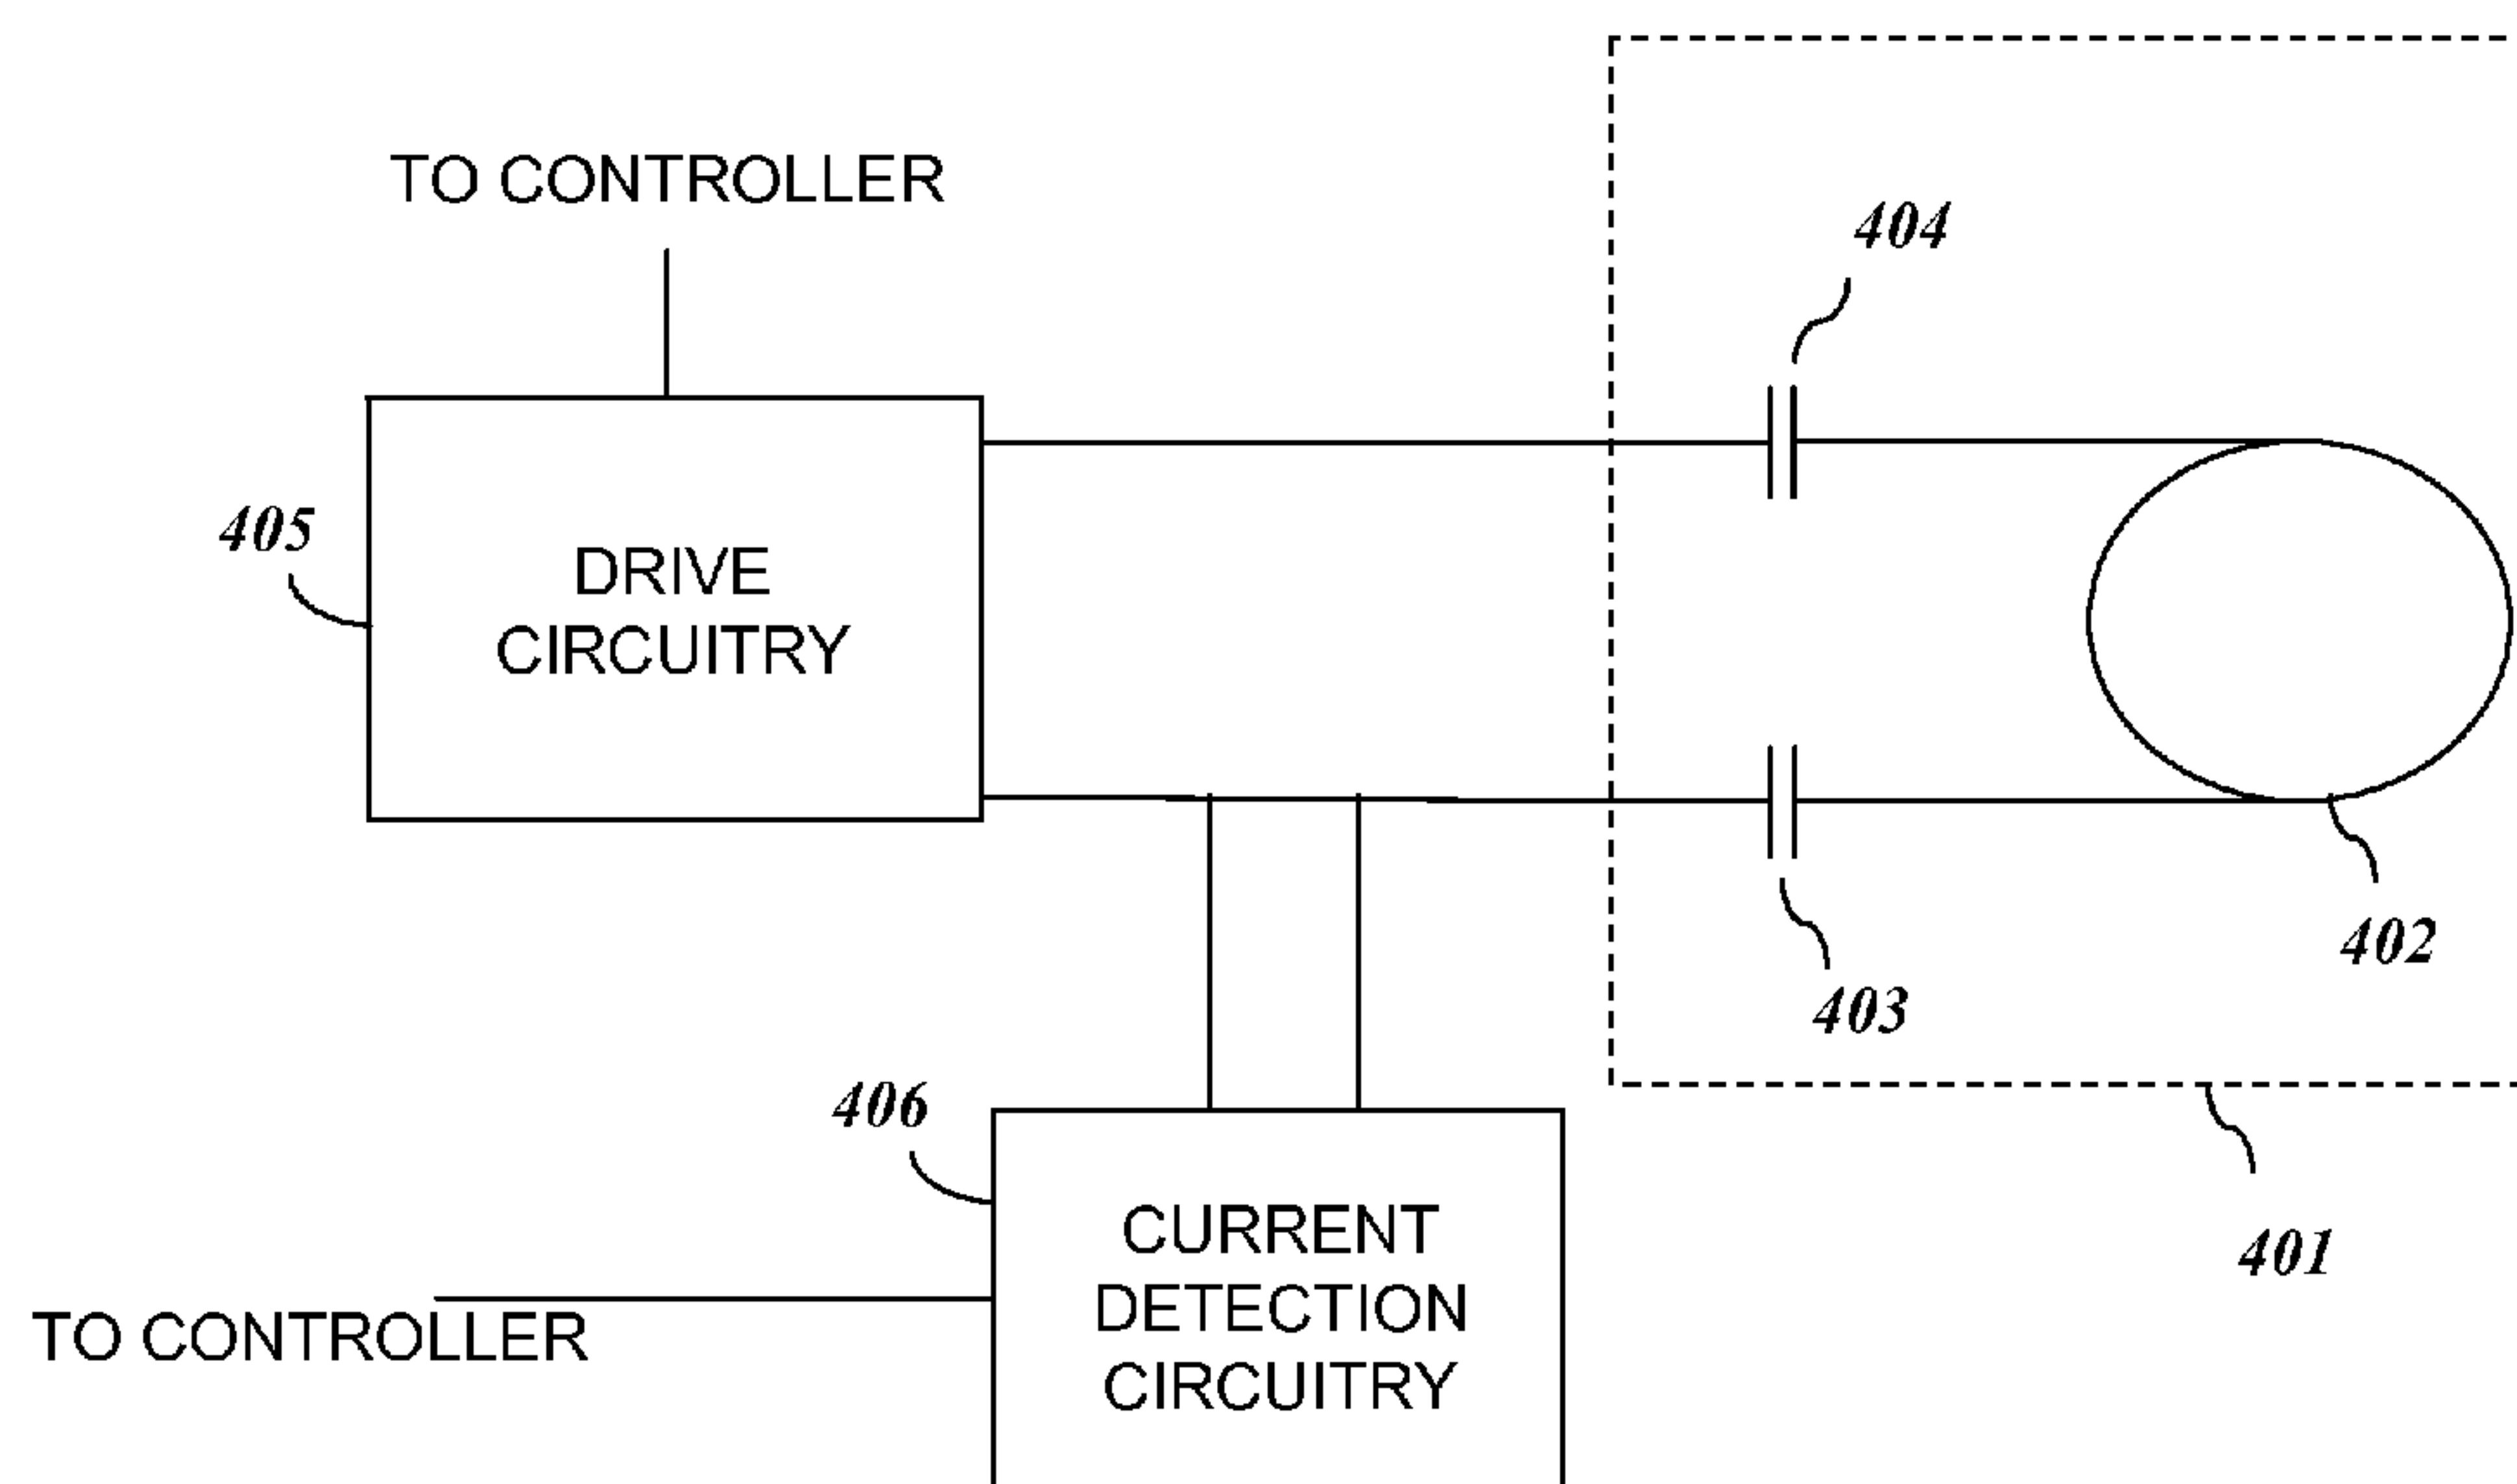 TO CONTROLLER
404
405
DRIVE
CIRCUITRY
402
403
406
CURRENT
DETECTION
CIRCUITRY
401
TO CONTROLLER